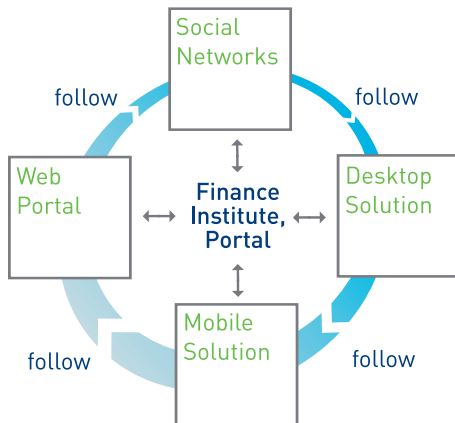 Social
Networks
follow
follow
Web
Portal
Finance
Institute,
Portal
Desktop
Solution
Mobile
Solution
follow
follow